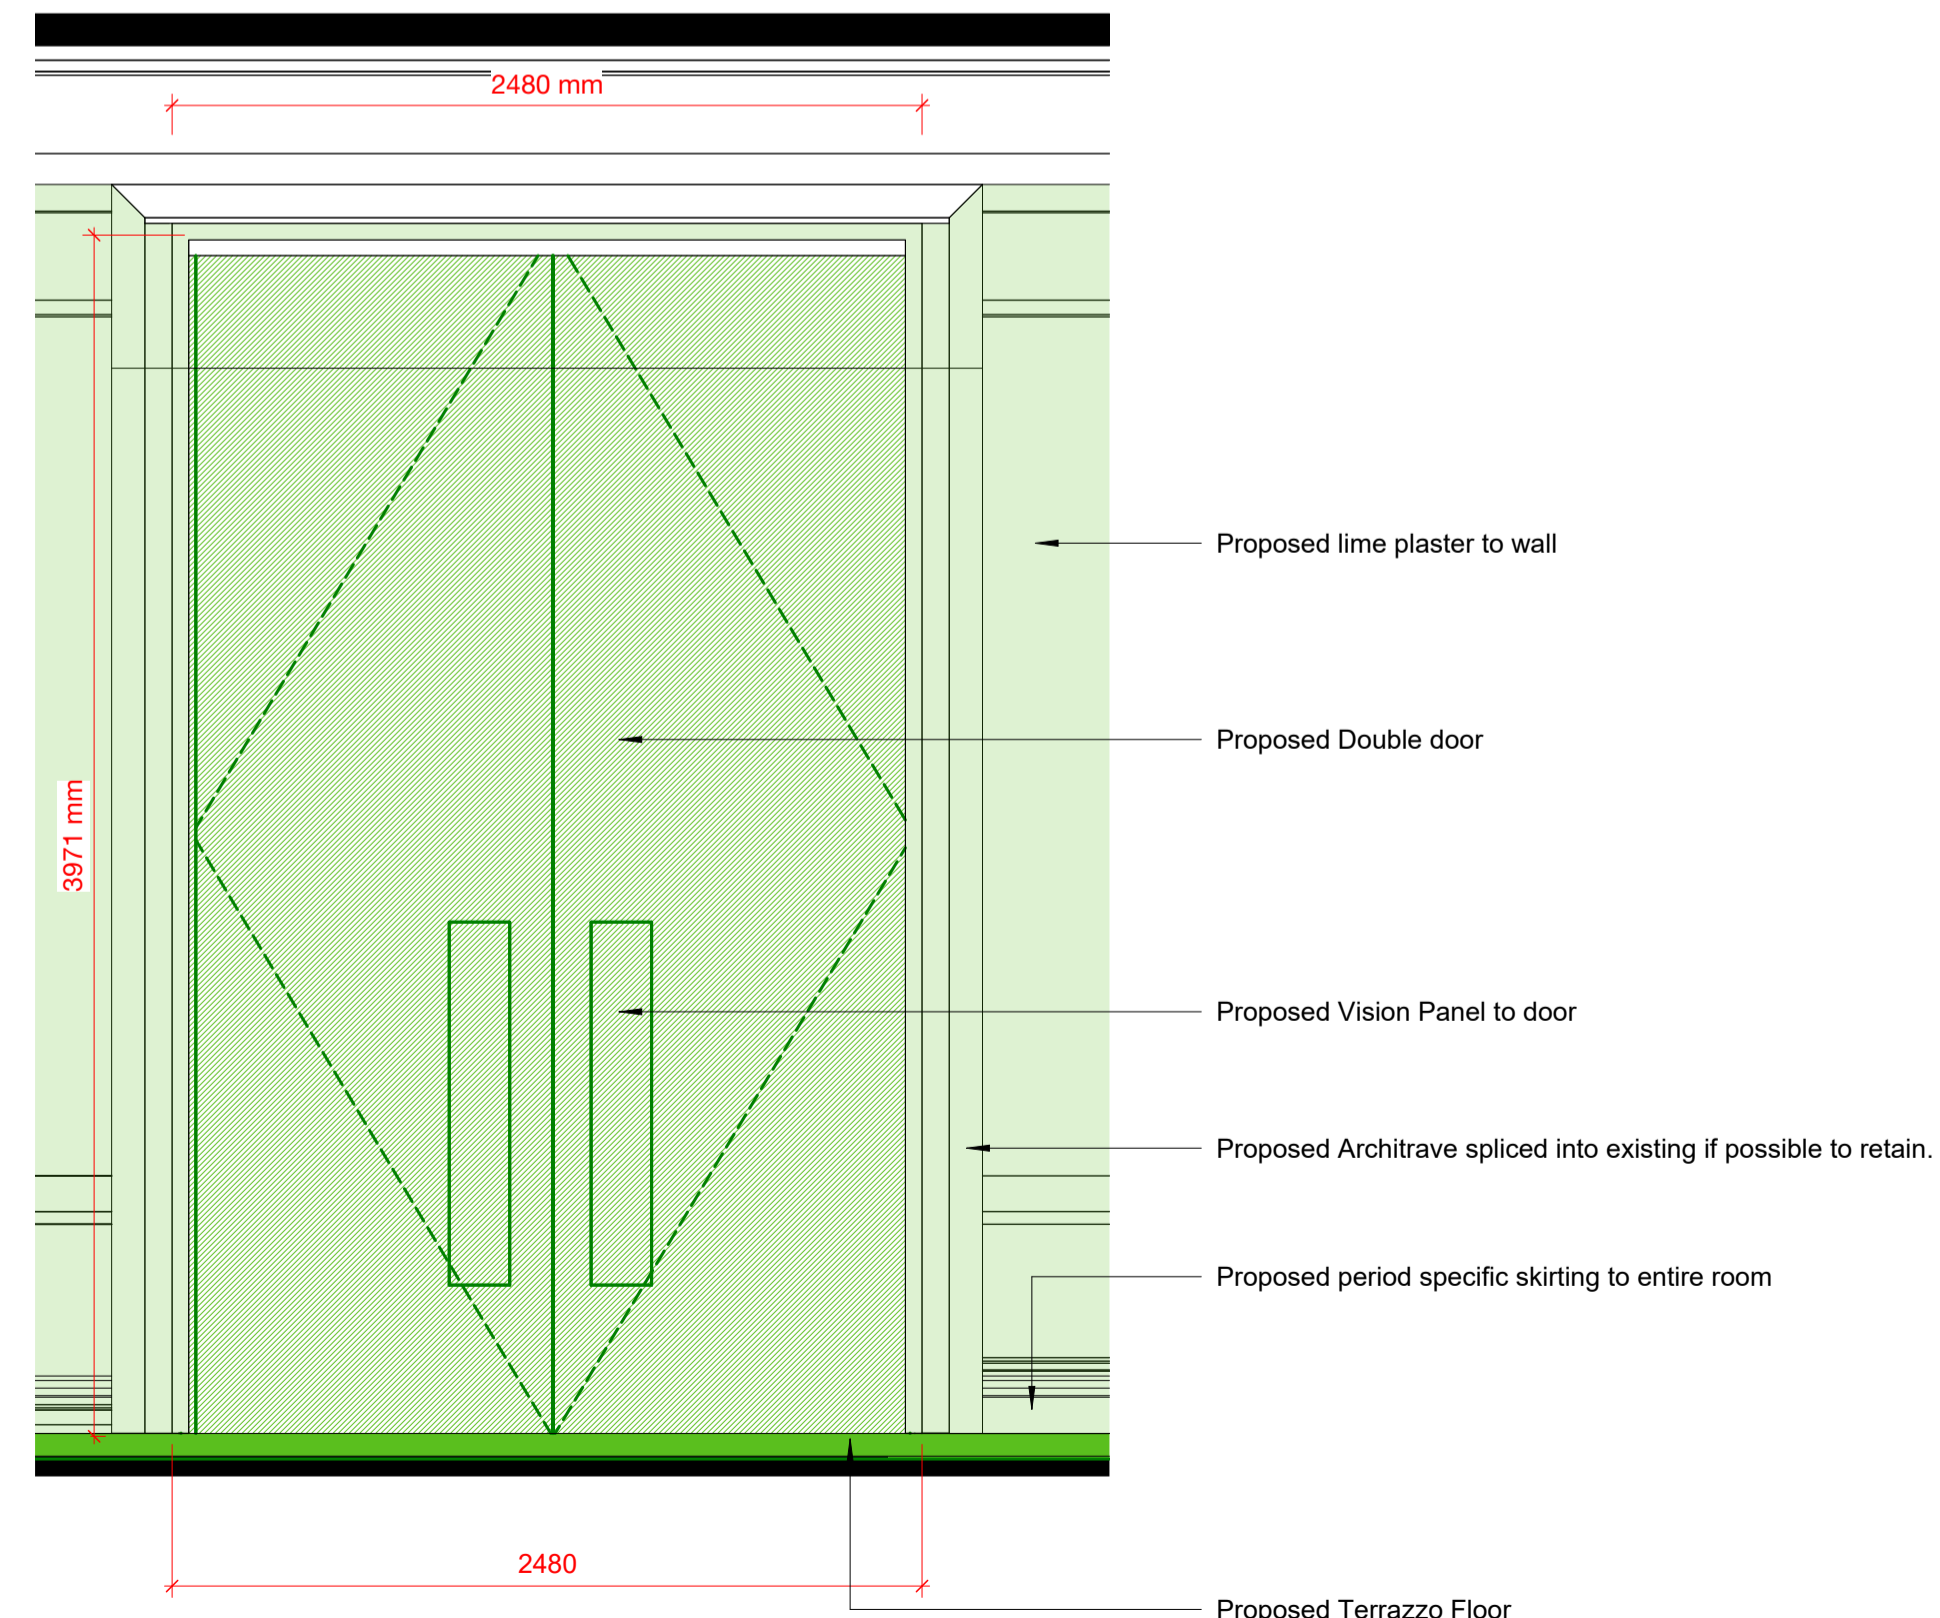 2480 mm
Proposed lime plaster to wall
Proposed Double door
3971 mm
Proposed Vision Panel to door
Proposed Architrave spliced into existing if possible to retain.
Proposed period specific skirting to entire room
2480
Proposed Terrazzo Floor